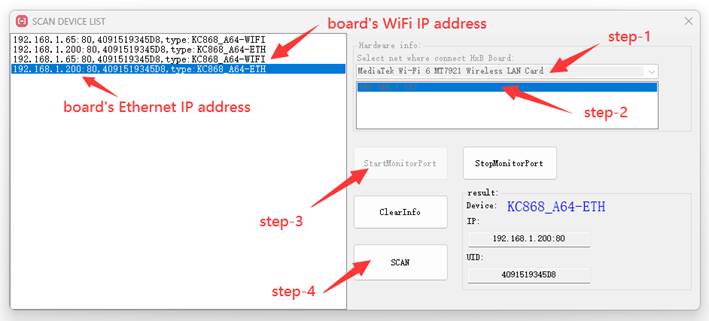 SCAN DEVICE LIST
board's WiFi IP address
192.168.1.65:80,4091519345D8,type:KC868_A64-WIFI
192.168.1.200:80,4091519345D8,type:KC868_A64-ETH
192.168.1.65:80,4091519345D8,type:KC868_A64-WIFI
192.168.1.200:80,4091519345D8,type:KC868_A64-ETH
board's Ethernet IP address
step-1
Hardware info:
Select net where connect HxB Board:
MediaTek Wi-Fi 6 MT7921 Wireless LAN Card
step-2
StartMonitorPort
StopMonitorPort
step-3
ClearInfo
SCAN
step-4
result:
Device: KC868_A64-ETH
IP:
192.168.1.200:80
UID:
4091519345D8